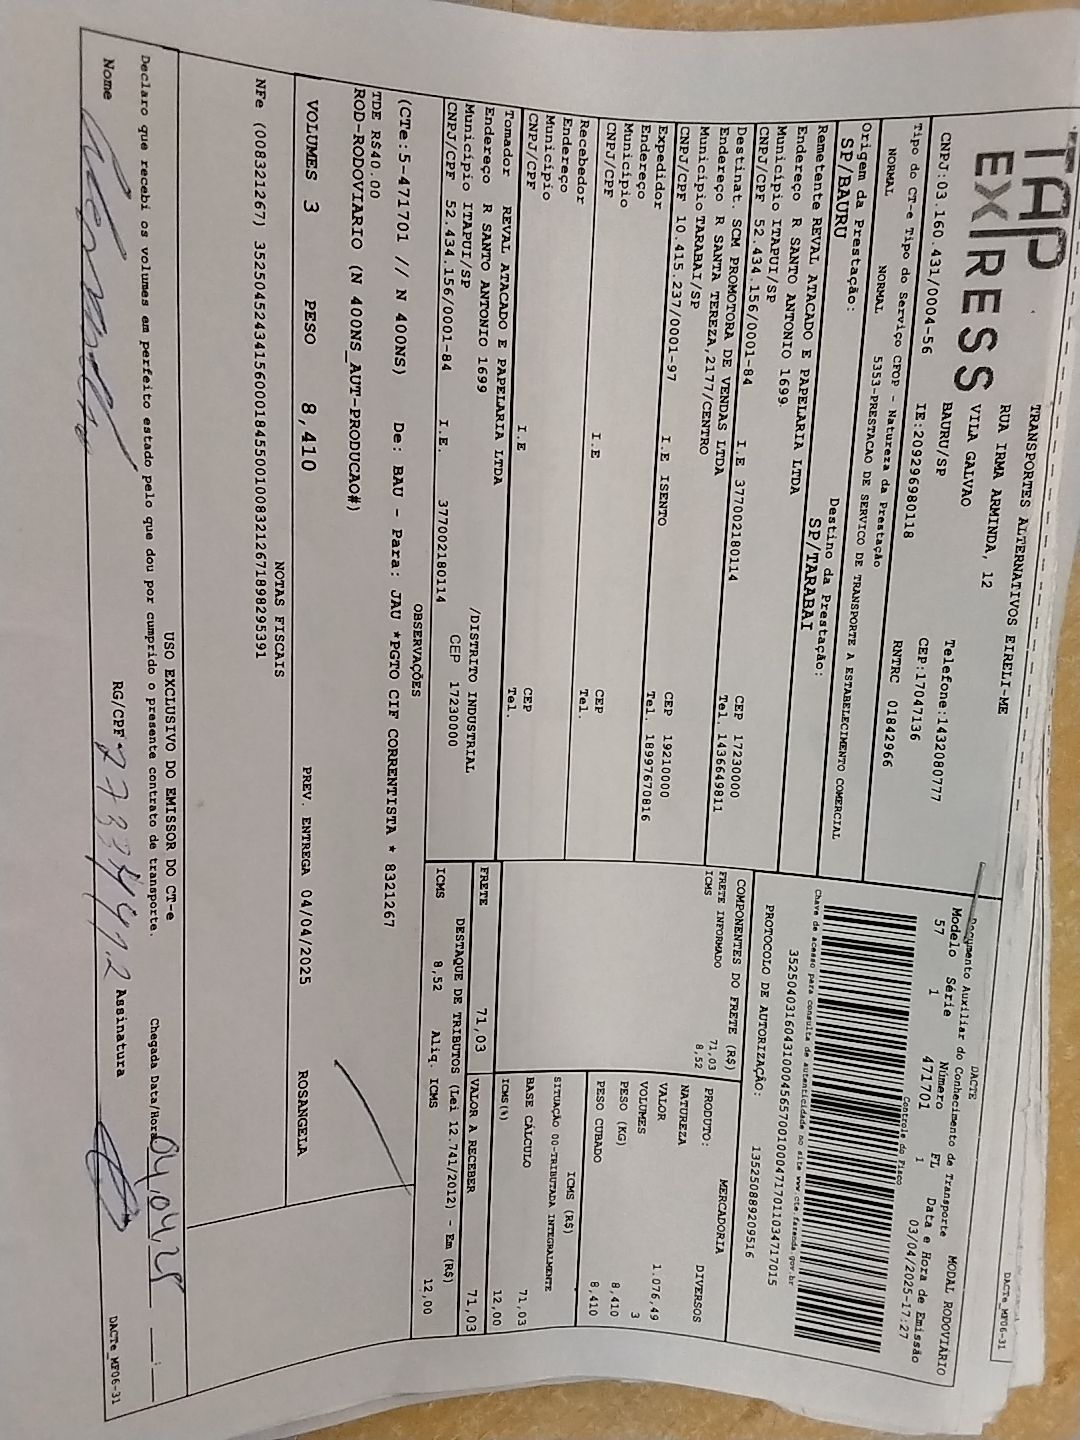 TAP
EXPRESS
TRANSPORTES ALTERNATIVOS EIRELI-ME
RUA IRMA ARMINDA, 12
VILA GALVAO
BAURU/SP
Telefone:1432080777
CEP:17047136
CNPJ:03.160.431/0004-56 IE:209296980118 RNTRC 01842966
Tipo do CT-e Tipo do Serviço CFOP - Natureza da Prestação
NORMAL NORMAL 5353-PRESTACAO DE SERVICO DE TRANSPORTE A ESTABELECIMENTO COMERCIAL
Origem da Prestação: Destino da Prestação:
SP/BAURU SP/TARABAI
Remetente REVAL ATACADO E PAPELARIA LTDA
Endereço R SANTO ANTONIO 1699
Município ITAPUI/SP CEP 17230000
CNPJ/CPF 52.434.156/0001-84 I.E 377002180114 Tel. 1436649811
Destinat. SCM PROMOTORA DE VENDAS LTDA
Endereço R SANTA TEREZA,2177/CENTRO
Município TARABAI/SP CEP 19210000
CNPJ/CPF 10.415.237/0001-97 I.E ISENTO Tel. 18997670816
Expedidor
Endereço
Município CEP
CNPJ/CPF I.E Tel.
Recebedor
Endereço
Município CEP
CNPJ/CPF I.E Tel.
Tomador REVAL ATACADO E PAPELARIA LTDA
Endereço R SANTO ANTONIO 1699 /DISTRITO INDUSTRIAL
Município ITAPUI/SP CEP 17230000
CNPJ/CPF 52.434.156/0001-84 I.E. 377002180114
DACTE
Documento Auxiliar do Conhecimento de Transporte MODAL RODOVIÁRIO
Modelo Série Número FL Data e Hora de Emissão
57 1 471701 1 03/04/2025-17:27
Controle do Fisco
Chave de acesso para consulta de autenticidade no site www.cte.fazenda.gov.br
35250403160431000456570010004717011034717015
PROTOCOLO DE AUTORIZAÇÃO: 135250889209516
COMPONENTES DO FRETE (R$)
FRETE INFORMADO 71,03
ICMS 8,52
PRODUTO: MERCADORIA
NATUREZA DIVERSOS
VALOR 1.076,49
VOLUMES 3
PESO (KG) 8,410
PESO CUBADO 8,410
ICMS (R$)
SITUAÇÃO 00-TRIBUTADA INTEGRALMENTE
BASE CÁLCULO 71,03
ICMS(%) 12,00
FRETE 71,03 VALOR A RECEBER 71,03
DESTAQUE DE TRIBUTOS (Lei 12.741/2012) - Em (R$)
ICMS 8,52 Aliq. ICMS 12,00
OBSERVAÇÕES
(CTe:5-471701 // N 400NS) De: BAU - Para: JAU *PGTO CIF CORRENTISTA * 8321267
TDE R$40.00
ROD-RODOVIARIO (N 400NS_AUT-PRODUCAO#)
VOLUMES 3 PESO 8,410 PREV. ENTREGA 04/04/2025 ROSANGELA
NOTAS FISCAIS
NFe (008321267) 35250452434156000184550010083212671898295391
USO EXCLUSIVO DO EMISSOR DO CT-e
Declaro que recebi os volumes em perfeito estado pelo que dou por cumprido o presente contrato de transporte. Chegada Data/Hora 04.04.25
Nome RG/CPF Assinatura
DACTe_MF06-31
DACTe_MF06-31